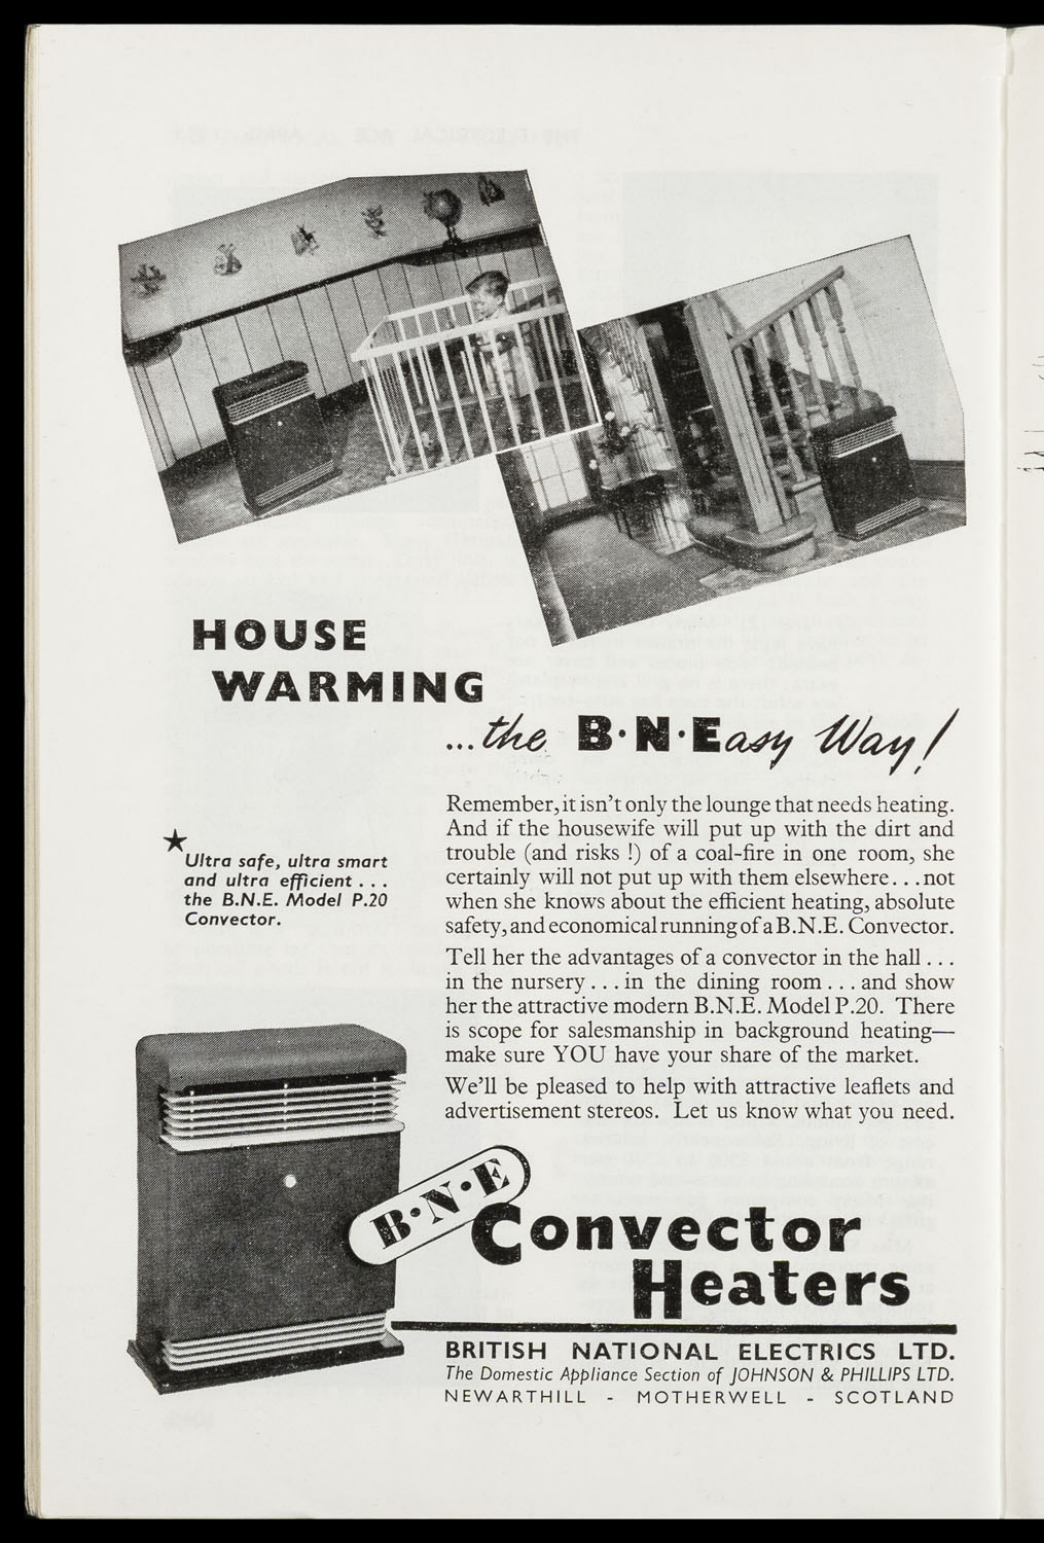 HOUSE
WARMING
...the B·N·Easy Way!
Remember, it isn't only the lounge that needs heating.
And if the housewife will put up with the dirt and
trouble (and risks !) of a coal-fire in one room, she
certainly will not put up with them elsewhere...not
when she knows about the efficient heating, absolute
safety, and economical running of a B.N.E. Convector.
Tell her the advantages of a convector in the hall...
in the nursery...in the dining room...and show
her the attractive modern B.N.E. Model P.20. There
is scope for salesmanship in background heating—
make sure YOU have your share of the market.
We'll be pleased to help with attractive leaflets and
advertisement stereos. Let us know what you need.
★
Ultra safe, ultra smart
and ultra efficient...
the B.N.E. Model P.20
Convector.
B·N·E
Convector
Heaters
BRITISH NATIONAL ELECTRICS LTD.
The Domestic Appliance Section of JOHNSON & PHILLIPS LTD.
NEWARTHILL - MOTHERWELL - SCOTLAND